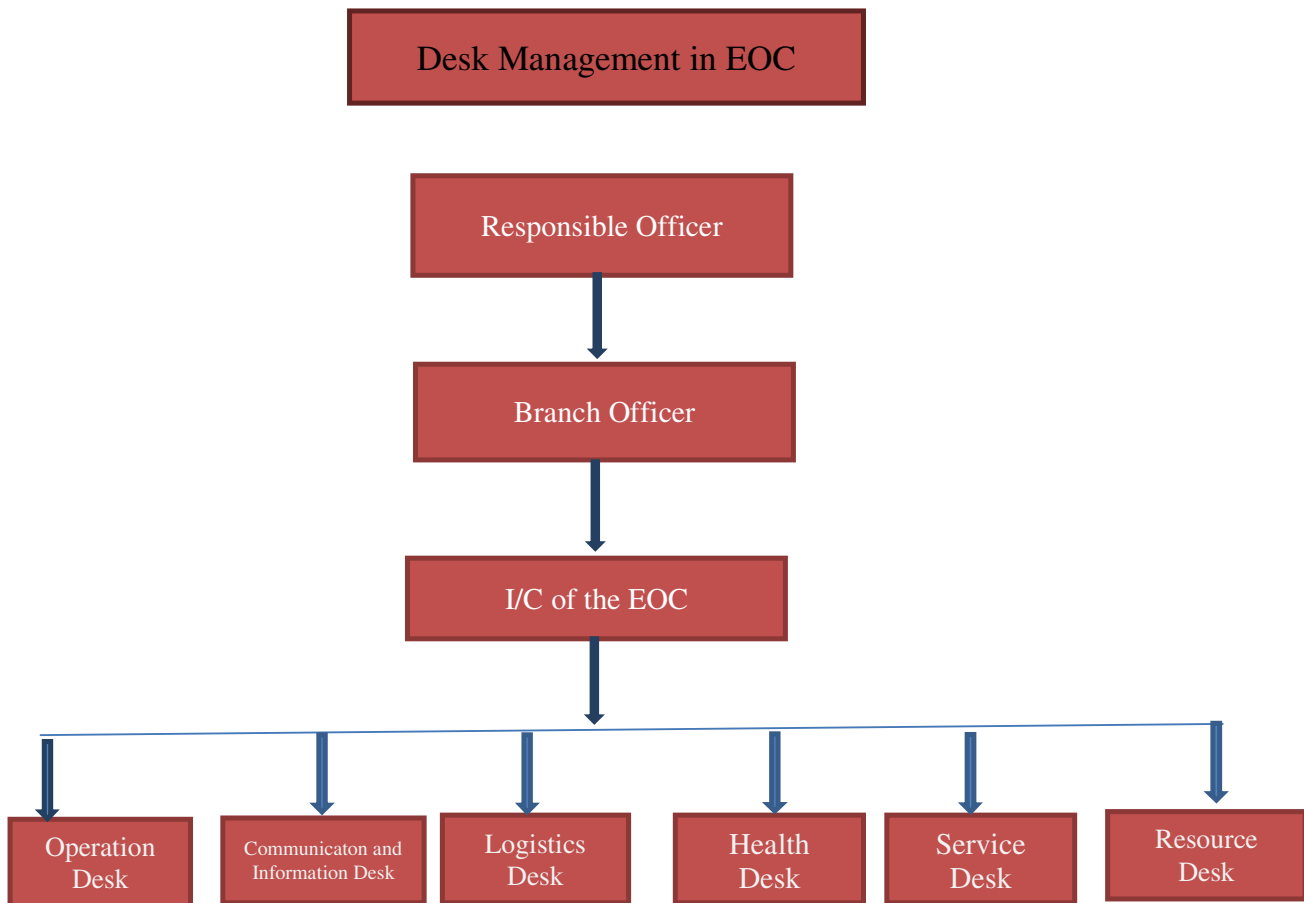 Desk Management in EOC
Responsible Officer
Branch Officer
I/C of the EOC
Operation
Desk
Communicaton and
Information Desk
Logistics
Desk
Health
Desk
Service
Desk
Resource
Desk